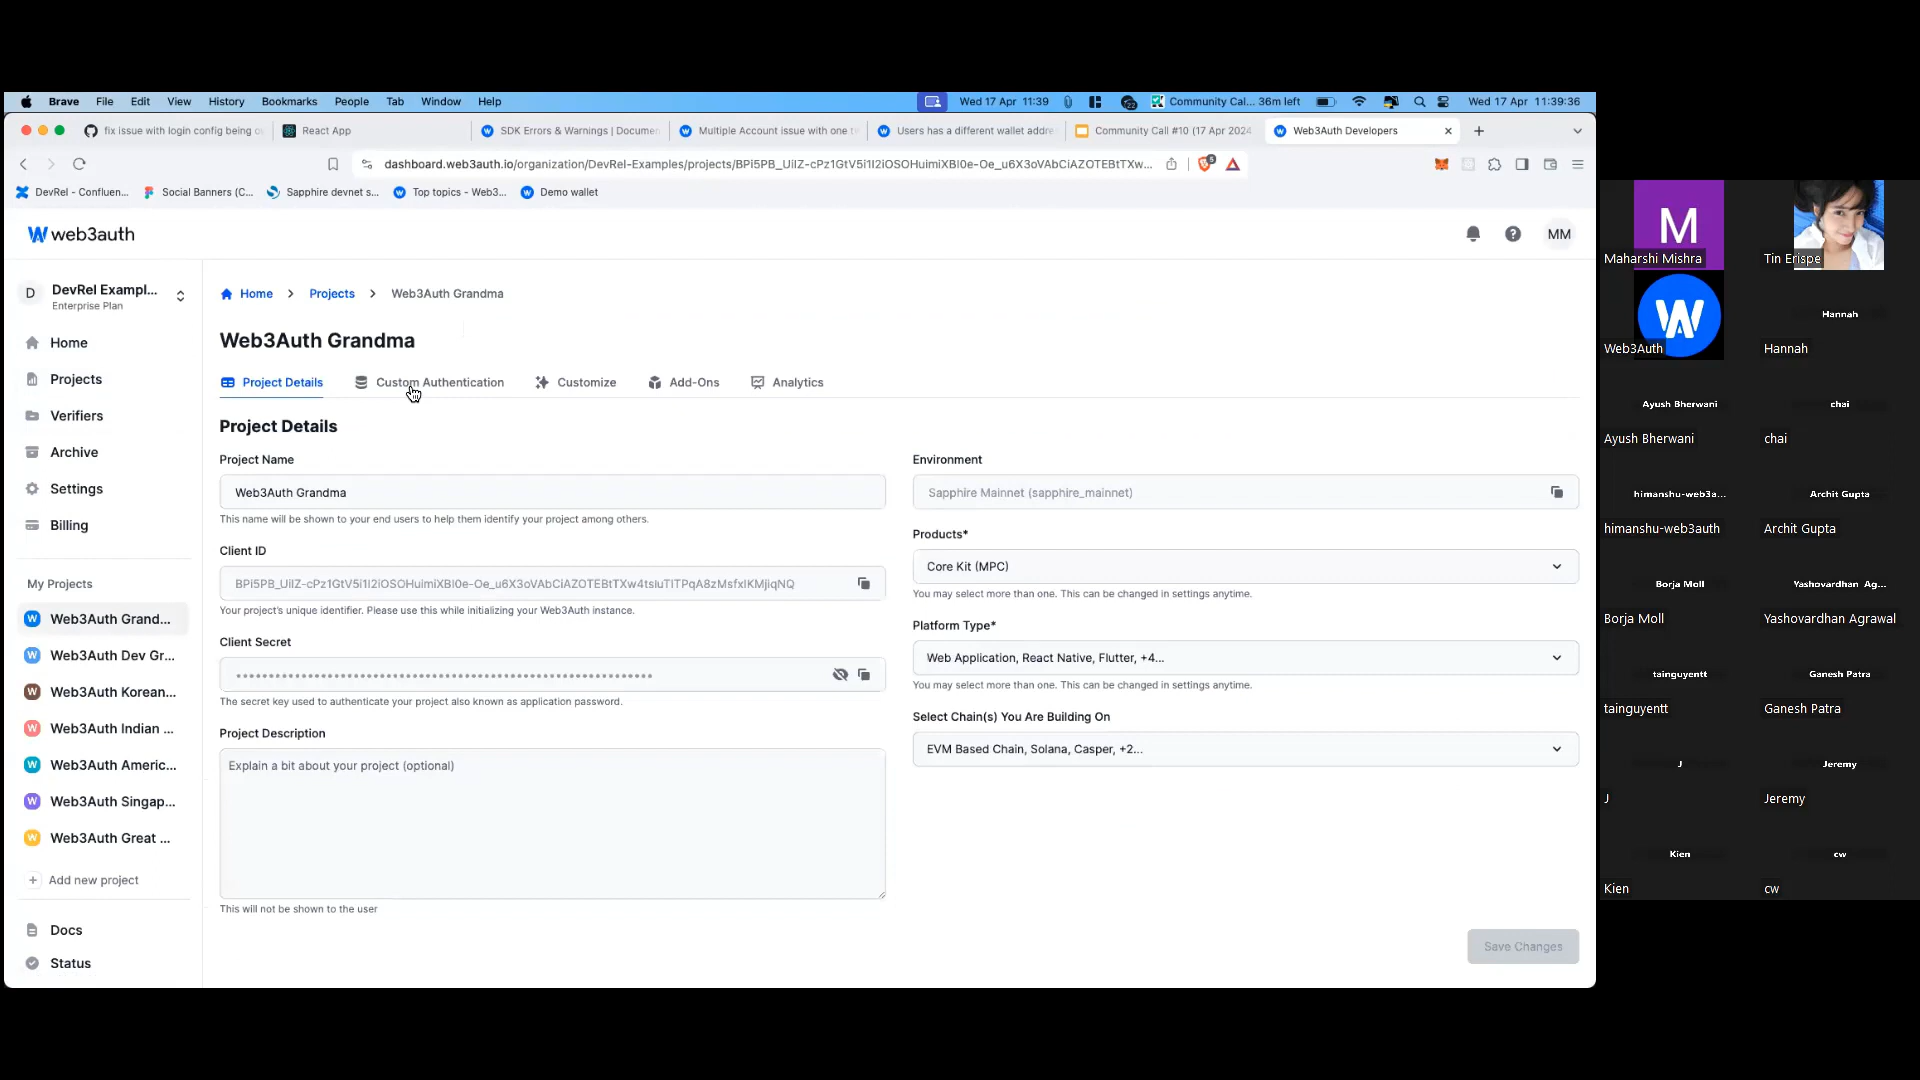 Brave File Edit View History Bookmarks People Tab Window Help
Wed 17 Apr 11:39 Community Cal... 36m left Wed 17 Apr 11:39:36
fix issue with login config being o
React App
SDK Errors & Warnings | Documen
Multiple Account issue with one t
Users has a different wallet addre
Community Call #10 (17 Apr 2024
Web3Auth Developers
DevRel - Confluen...
Social Banners (C...
Sapphire devnet s...
Top topics - Web3...
Demo wallet
web3auth
MM
D
DevRel Exampl...
Enterprise Plan
Home
Projects
Verifiers
Archive
Settings
Billing
My Projects
Web3Auth Grand...
Web3Auth Dev Gr...
Web3Auth Korean...
Web3Auth Indian ...
Web3Auth Americ...
Web3Auth Singap...
Web3Auth Great ...
Add new project
Docs
Status
Home > Projects > Web3Auth Grandma
Web3Auth Grandma
Project Details Custom Authentication Customize Add-Ons Analytics
Project Details
Project Name
Web3Auth Grandma
This name will be shown to your end users to help them identify your project among others.
Client ID
Your project's unique identifier. Please use this while initializing your Web3Auth instance.
Client Secret
The secret key used to authenticate your project also known as application password.
Project Description
Explain a bit about your project (optional)
This will not be shown to the user
Environment
Sapphire Mainnet (sapphire_mainnet)
Products*
Core Kit (MPC)
You may select more than one. This can be changed in settings anytime.
Platform Type*
Web Application, React Native, Flutter, +4...
You may select more than one. This can be changed in settings anytime.
Select Chain(s) You Are Building On
EVM Based Chain, Solana, Casper, +2...
Save Changes
M
Maharshi Mishra
Tin Erispe
Web3Auth
Hannah
Hannah
Ayush Bherwani
Ayush Bherwani
chai
chai
himanshu-web3a...
himanshu-web3auth
Archit Gupta
Archit Gupta
Borja Moll
Borja Moll
Yashovardhan Ag...
Yashovardhan Agrawal
tainguyentt
tainguyentt
Ganesh Patra
Ganesh Patra
J
J
Jeremy
Jeremy
Kien
Kien
cw
cw